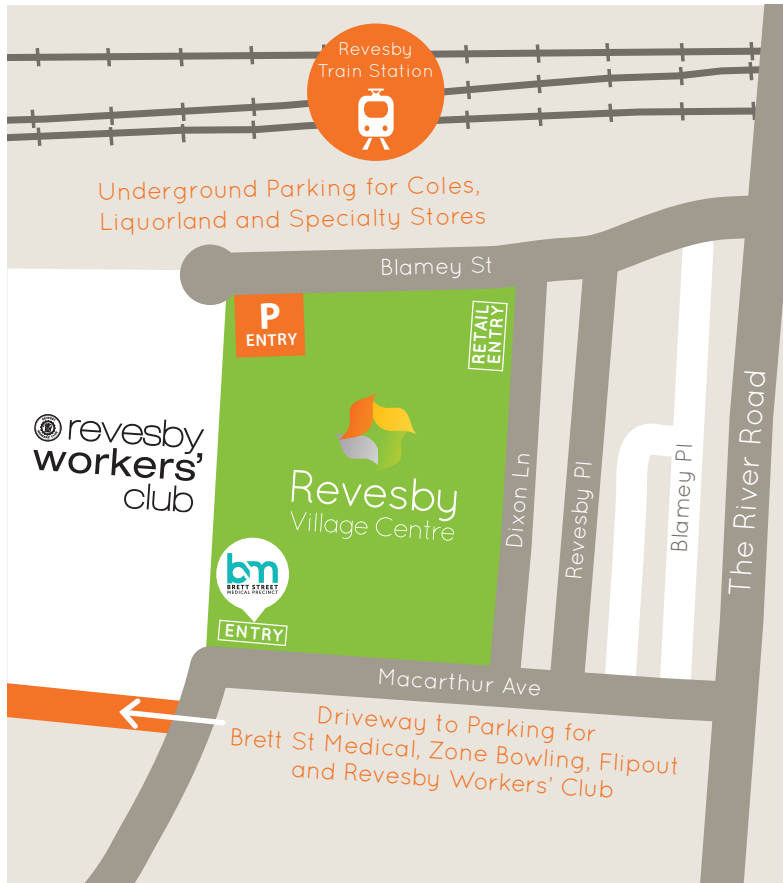 Revesby
Train Station
Underground Parking for Coles,
Liquorland and Specialty Stores
Blamey St
P
ENTRY
RETAIL
ENTRY
revesby
workers'
club
Revesby
Village Centre
Dixon Ln
Revesby Pl
Blamey Pl
The River Road
bm
BRETT STREET
MEDICAL PRECINCT
ENTRY
Macarthur Ave
Driveway to Parking for
Brett St Medical, Zone Bowling, Flipout
and Revesby Workers' Club